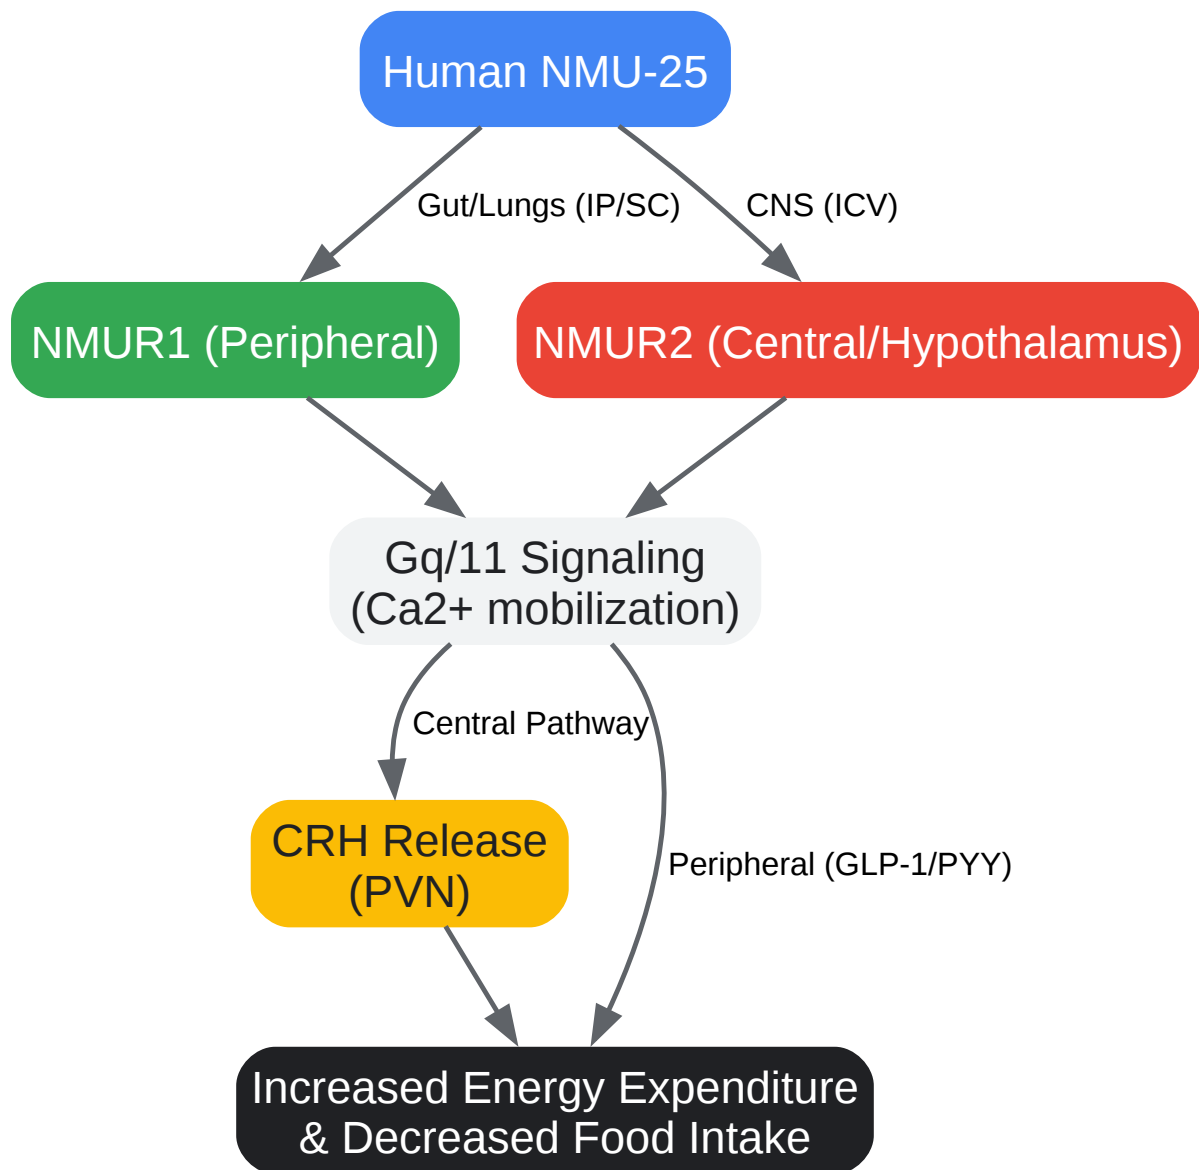 Human NMU-25
Gut/Lungs (IP/SC)
CNS (ICV)
NMUR1 (Peripheral)
NMUR2 (Central/Hypothalamus)
Gq/11 Signaling
(Ca2+ mobilization)
Central Pathway
CRH Release
(PVN)
Peripheral (GLP-1/PYY)
Increased Energy Expenditure
& Decreased Food Intake